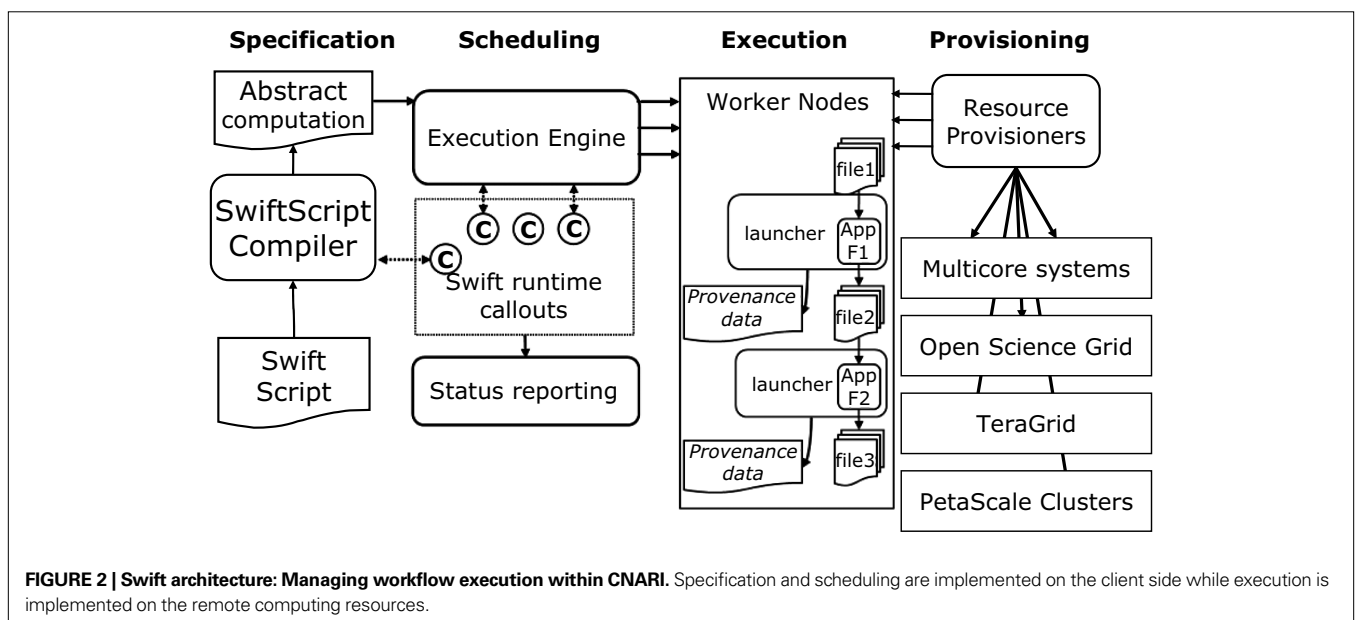 Specification
Scheduling
Execution
Provisioning
Abstract
computation
SwiftScript
Compiler
Swift
Script
Execution Engine
C
C
C
C
Swift runtime
callouts
Status reporting
Worker Nodes
file1
launcher
App
F1
Provenance
data
file2
launcher
App
F2
Provenance
data
file3
Resource
Provisioners
Multicore systems
Open Science Grid
TeraGrid
PetaScale Clusters
FIGURE 2 | Swift architecture: Managing workflow execution within CNARI. Specification and scheduling are implemented on the client side while execution is
implemented on the remote computing resources.